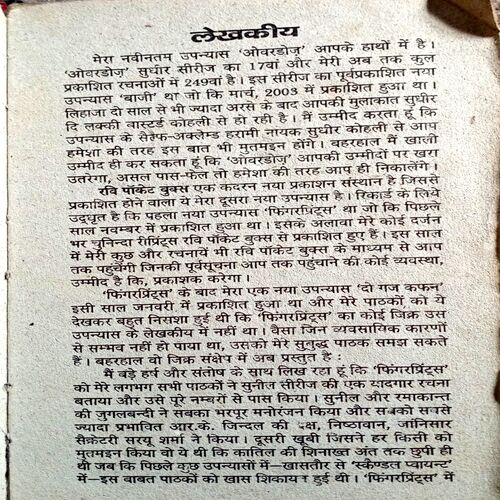 लेखकीय
मेरा नवीनतम उपन्यास 'ओवरडोज़' आपके हाथों में है ।
'ओवरडोज़' सुधीर सीरीज का 17वां और मेरी अब तक कुल
प्रकाशित रचनाओं में 249वां है । इस सीरीज का पूर्वप्रकाशित नया
उपन्यास 'बाजी' था जो कि मार्च, 2003 में प्रकाशित हुआ था ।
लिहाजा दो साल से भी ज्यादा अरसे के बाद आपकी मुलाकात सुधीर
दि लक्की बास्टर्ड कोहली से हो रही है । मैं उम्मीद करता हूं कि
उपन्यास के सैल्फ-अक्लेम्ड हरामी नायक सुधीर कोहली से आप
हमेशा की तरह इस बात भी मुतमइन होंगे । बहरहाल मैं खाली
उम्मीद ही कर सकता हूं कि 'ओवरडोज़' आपकी उम्मीदों पर खरा
उतरेगा, असल पास-फेल तो हमेशा की तरह आप ही निकालेंगे ।
रवि पॉकेट बुक्स एक कदरन नया प्रकाशन संस्थान है जिससे
प्रकाशित होने वाला ये मेरा दूसरा नया उपन्यास है । रिकार्ड के लिये
उद्घृत है कि पहला नया उपन्यास 'फिंगरप्रिंट्स' था जो कि पिछले
साल नवम्बर में प्रकाशित हुआ था । इसके अलावा मेरे कोई दर्जन
भर चुनिन्दा रीप्रिंट्स रवि पॉकेट बुक्स से प्रकाशित हुए हैं । इस साल
में मेरी कुछ और रचनायें भी रवि पॉकेट बुक्स के माध्यम से आप
तक पहुंचेंगी जिनकी पूर्वसूचना आप तक पहुंचाने की कोई व्यवस्था,
उम्मीद है कि, प्रकाशक करेगा ।
'फिंगरप्रिंट्स' के बाद मेरा एक नया उपन्यास 'दो गज कफन'
इसी साल जनवरी में प्रकाशित हुआ था और मेरे पाठकों को ये
देखकर बहुत निराशा हुई थी कि 'फिंगरप्रिंट्स' का कोई जिक्र उस
उपन्यास के लेखकीय में नहीं था । वैसा जिन व्यवसायिक कारणों
से सम्भव नहीं हो पाया था, उसको मेरे सुबुद्ध पाठक समझ सकते
हैं । बहरहाल वो जिक्र संक्षेप में अब प्रस्तुत है :
मैं बड़े हर्ष और संतोष के साथ लिख रहा हूं कि 'फिंगरप्रिंट्स'
को मेरे लगभग सभी पाठकों ने सुनील सीरीज की एक यादगार रचना
बताया और उसे पूरे नम्बरों से पास किया । सुनील और रमाकान्त
की जुगलबन्दी ने सबका भरपूर मनोरंजन किया और सबको सबसे
ज्यादा प्रभावित आर.के. जिन्दल की दक्ष, निष्ठावान, जांनिसार
सैक्रेटरी सरयू शर्मा ने किया । दूसरी खूबी जिसने हर किसी को
मुतमइन किया वो ये थी कि कातिल की शिनाख्त अंत तक छुपी ही
थी जब कि पिछले कुछ उपन्यासों में—खासतौर से 'स्कैण्डल प्वायन्ट'
में—इस बाबत पाठकों को खास शिकायत हुई थी । 'फिंगरप्रिंट्स' में